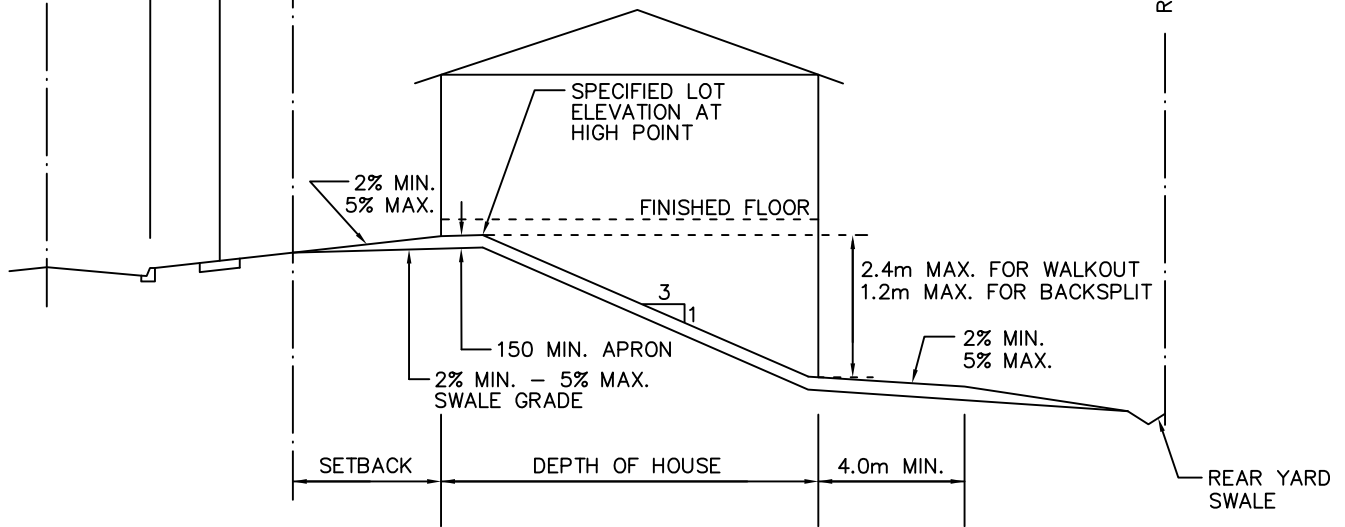 R
SPECIFIED LOT
ELEVATION AT
HIGH POINT
2% MIN.
5% MAX.
FINISHED FLOOR
2.4m MAX. FOR WALKOUT
1.2m MAX. FOR BACKSPLIT
3
1
150 MIN. APRON
2% MIN.
5% MAX.
2% MIN. - 5% MAX.
SWALE GRADE
SETBACK
DEPTH OF HOUSE
4.0m MIN.
REAR YARD
SWALE